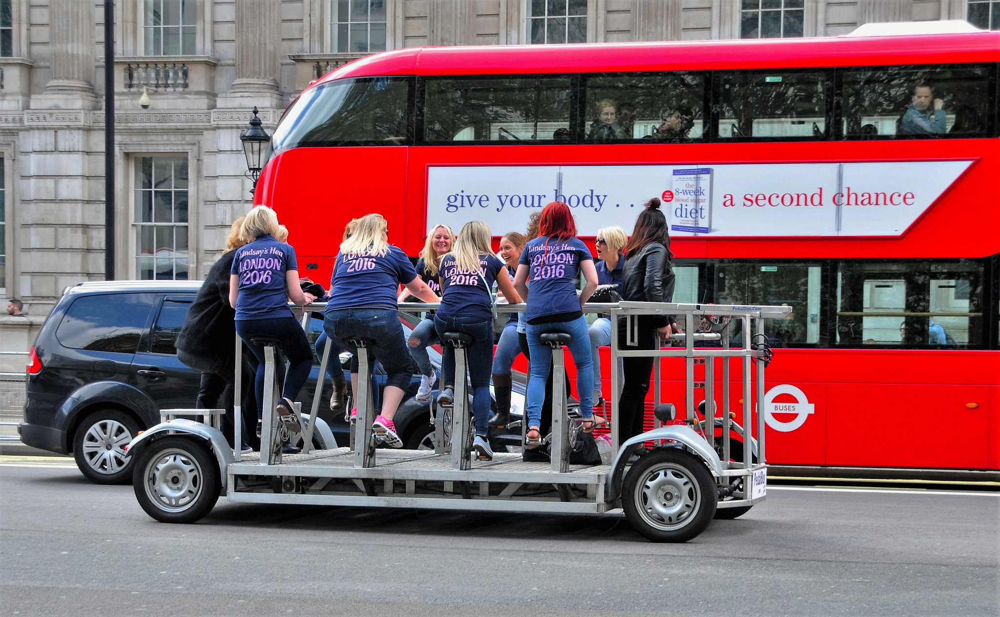 give your body . . .
the
8-week
blood sugar
diet
a second chance
Lindsay's Hen
LONDON
2016
LONDON
2016
Lindsay's Hen
LONDON
2016
LONDON
2016
PedalBus.Com
BUSES
PedalBus